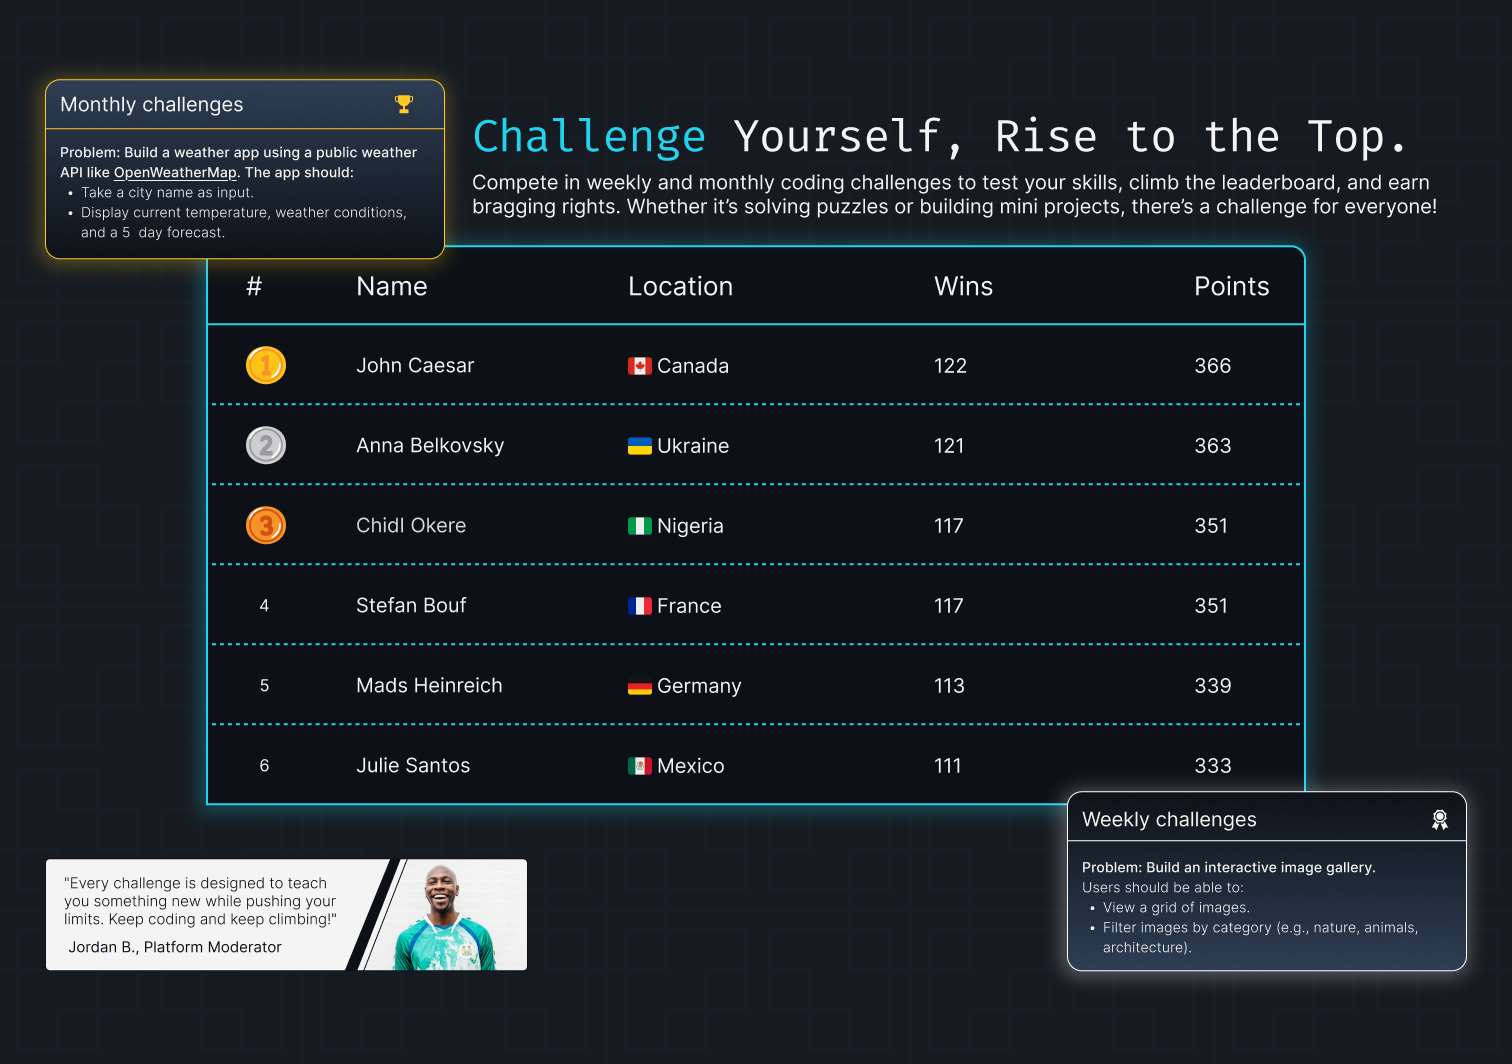 Monthly challenges
Problem: Build a weather app using a public weather
API like OpenWeatherMap. The app should:
• Take a city name as input.
• Display current temperature, weather conditions,
and a 5  day forecast.
Challenge Yourself, Rise to the Top.
Compete in weekly and monthly coding challenges to test your skills, climb the leaderboard, and earn
bragging rights. Whether it’s solving puzzles or building mini projects, there’s a challenge for everyone!
# Name Location Wins Points
1 John Caesar Canada 122 366
2 Anna Belkovsky Ukraine 121 363
3 Chidl Okere Nigeria 117 351
4 Stefan Bouf France 117 351
5 Mads Heinreich Germany 113 339
6 Julie Santos Mexico 111 333
Weekly challenges
Problem: Build an interactive image gallery.
Users should be able to:
• View a grid of images.
• Filter images by category (e.g., nature, animals,
architecture).
"Every challenge is designed to teach
you something new while pushing your
limits. Keep coding and keep climbing!"
Jordan B., Platform Moderator